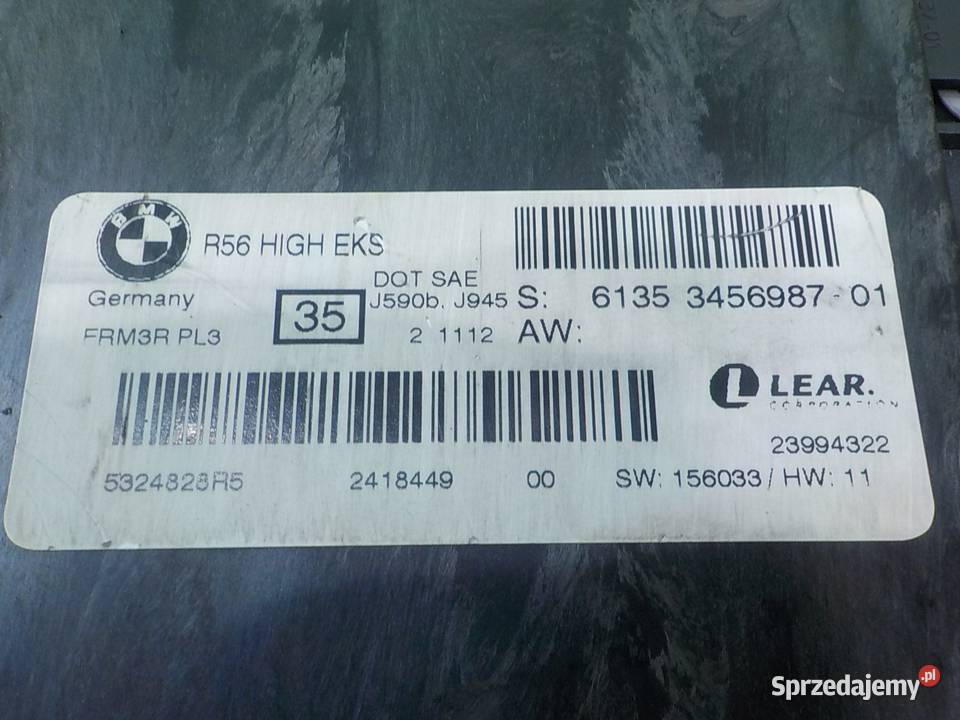 BMW
R56 HIGH EKS
Germany
35
DOT SAE
J590b. J945
FRM3R PL3
2 1112
S: 6135 3456987-01
AW:
LEAR.
CORPORATION
23994322
5324828R5 2418449 00 SW: 156033 / HW: 11
Sprzedajemy.pl